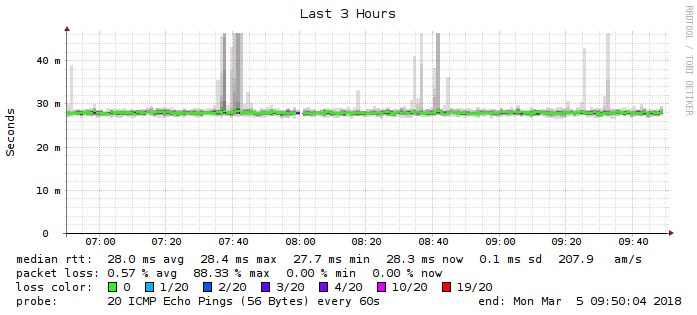 Last 3 Hours
RRDTOOL / TOBI OETIKER
Seconds
40 m
30 m
20 m
10 m
0
07:00 07:20 07:40 08:00 08:20 08:40 09:00 09:20 09:40
median rtt: 28.0 ms avg 28.4 ms max 27.7 ms min 28.3 ms now 0.1 ms sd 207.9 am/s
packet loss: 0.57 % avg 88.33 % max 0.00 % min 0.00 % now
loss color: 0 1/20 2/20 3/20 4/20 10/20 19/20
probe: 20 ICMP Echo Pings (56 Bytes) every 60s end: Mon Mar 5 09:50:04 2018